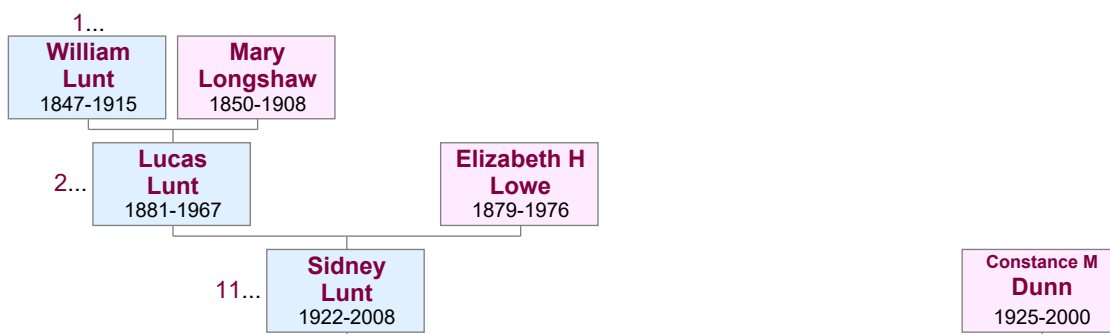 1...
William
Lunt
1847-1915
Mary
Longshaw
1850-1908
2...
Lucas
Lunt
1881-1967
Elizabeth H
Lowe
1879-1976
11...
Sidney
Lunt
1922-2008
Constance M
Dunn
1925-2000